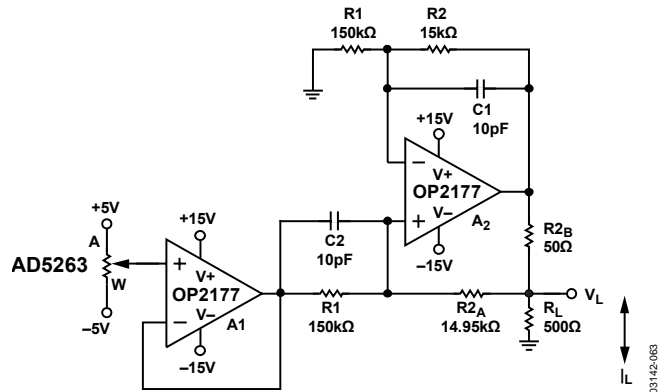 R1
150kΩ
R2
15kΩ
C1
10pF
+15V
V+
OP2177
V–
A2
–15V
+5V
A
AD5263
W
–5V
+15V
V+
OP2177
V–
A1
–15V
C2
10pF
R1
150kΩ
R2A
14.95kΩ
R2B
50Ω
VL
RL
500Ω
IL
03142-063